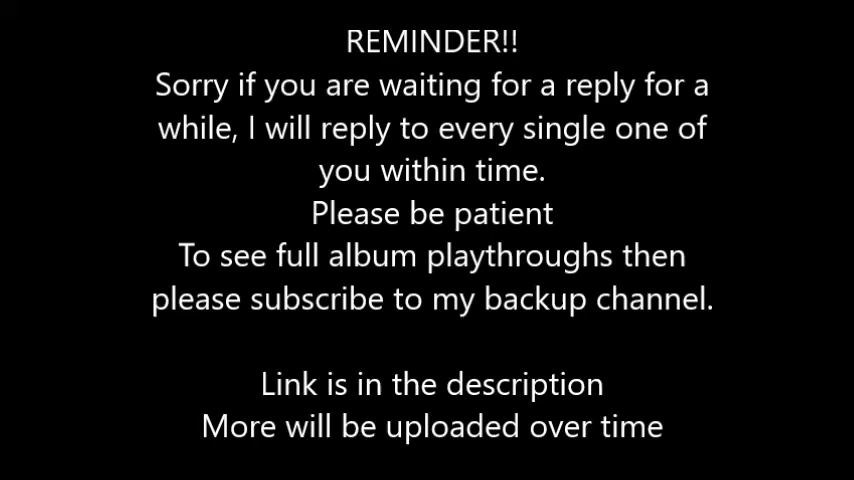 REMINDER!!
Sorry if you are waiting for a reply for a
while, I will reply to every single one of
you within time.
Please be patient
To see full album playthroughs then
please subscribe to my backup channel.
Link is in the description
More will be uploaded over time